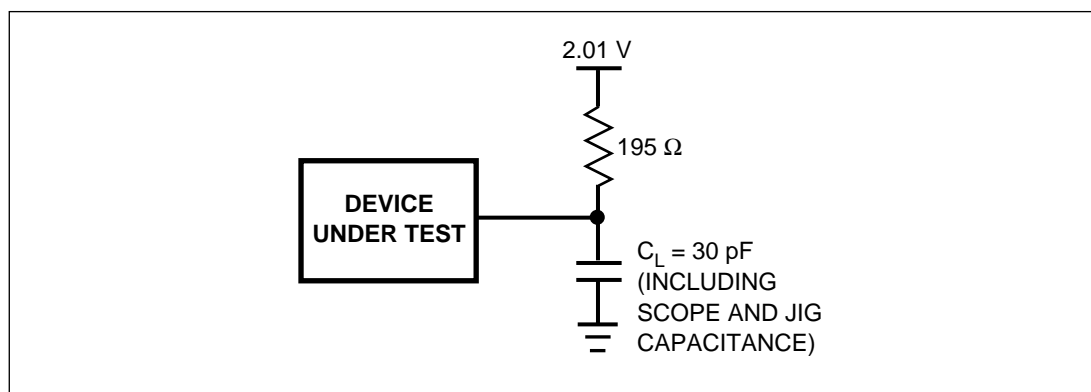 2.01 V
195 Ω
DEVICE
UNDER TEST
C_L = 30 pF
(INCLUDING
SCOPE AND JIG
CAPACITANCE)